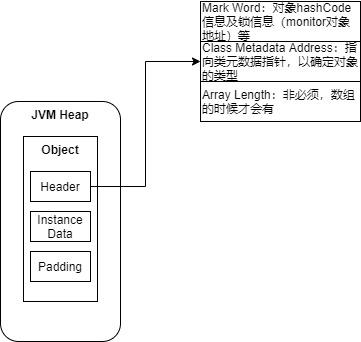 Mark Word：对象hashCode
信息及锁信息（monitor对象
地址）等
Class Metadata Address：指
向类元数据指针，以确定对象
的类型
Array Length：非必须，数组
的时候才会有
JVM Heap
Object
Header
Instance
Data
Padding